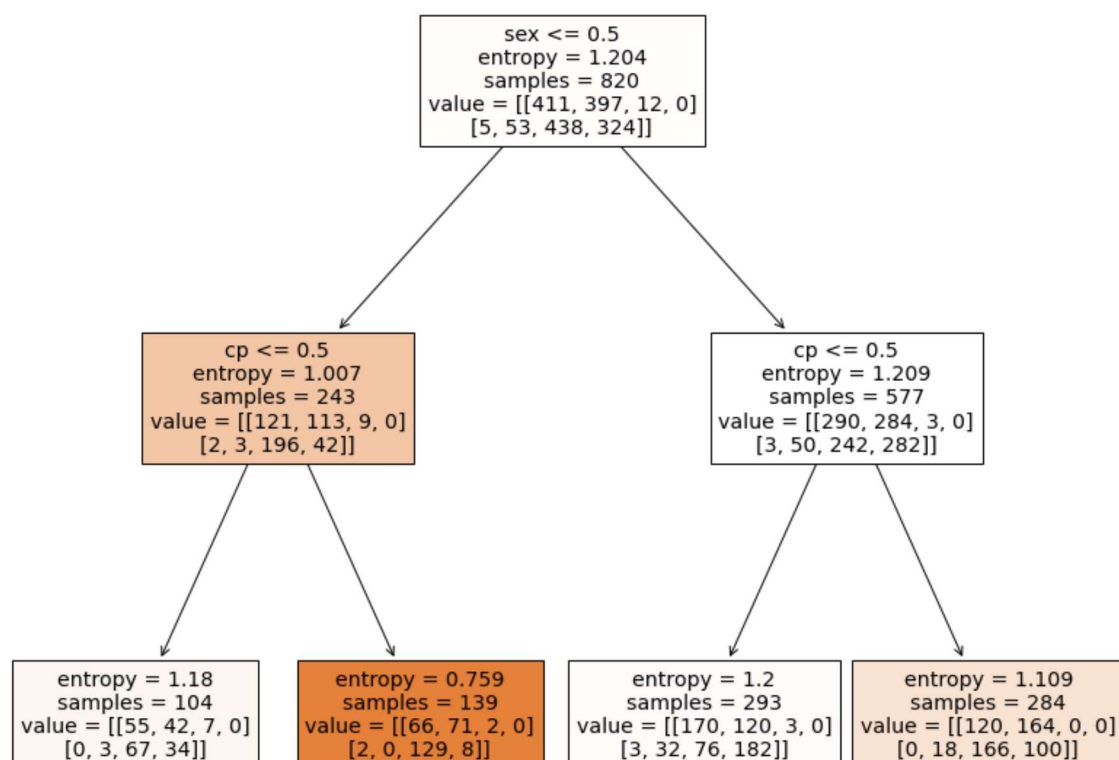 sex <= 0.5
entropy = 1.204
samples = 820
value = [[411, 397, 12, 0]
[5, 53, 438, 324]]
cp <= 0.5
entropy = 1.007
samples = 243
value = [[121, 113, 9, 0]
[2, 3, 196, 42]]
cp <= 0.5
entropy = 1.209
samples = 577
value = [[290, 284, 3, 0]
[3, 50, 242, 282]]
entropy = 1.18
samples = 104
value = [[55, 42, 7, 0]
[0, 3, 67, 34]]
entropy = 0.759
samples = 139
value = [[66, 71, 2, 0]
[2, 0, 129, 8]]
entropy = 1.2
samples = 293
value = [[170, 120, 3, 0]
[3, 32, 76, 182]]
entropy = 1.109
samples = 284
value = [[120, 164, 0, 0]
[0, 18, 166, 100]]